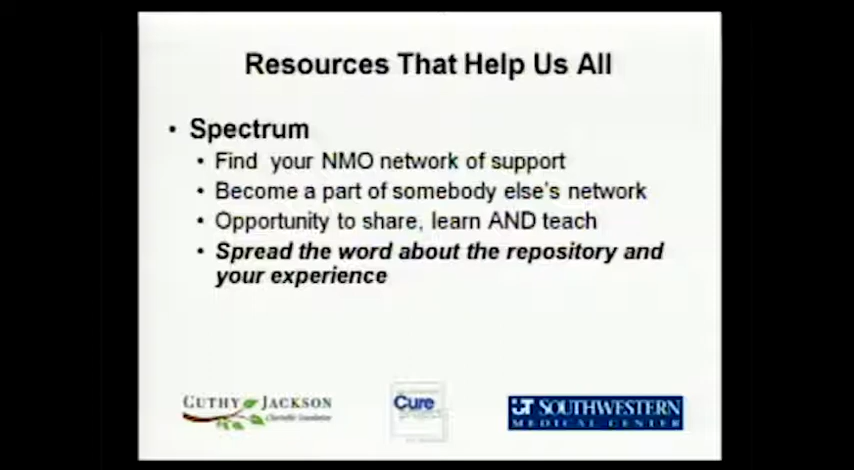 Resources That Help Us All
• Spectrum
• Find your NMO network of support
• Become a part of somebody else's network
• Opportunity to share, learn AND teach
• Spread the word about the repository and
your experience
GUTHY JACKSON
Charitable Foundation
Cure
UT SOUTHWESTERN
MEDICAL CENTER